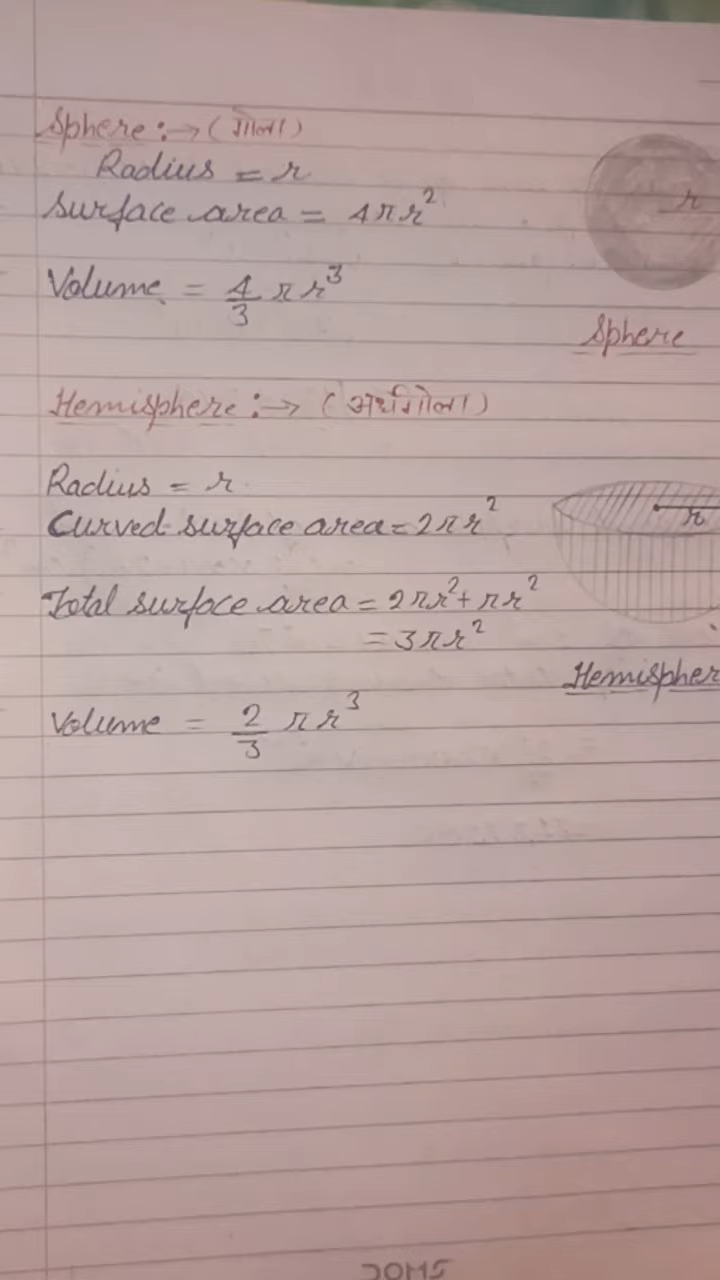 Sphere :→ (गोला)
Radius = r
Surface area = 4πr²
r
Volume = 4/3 πr³
Sphere
Hemisphere :→ (अर्धगोला)
Radius = r
Curved surface area = 2πr²
r
Total surface area = 2πr² + πr²
= 3πr²
Hemispher
Volume = 2/3 πr³
DOMS